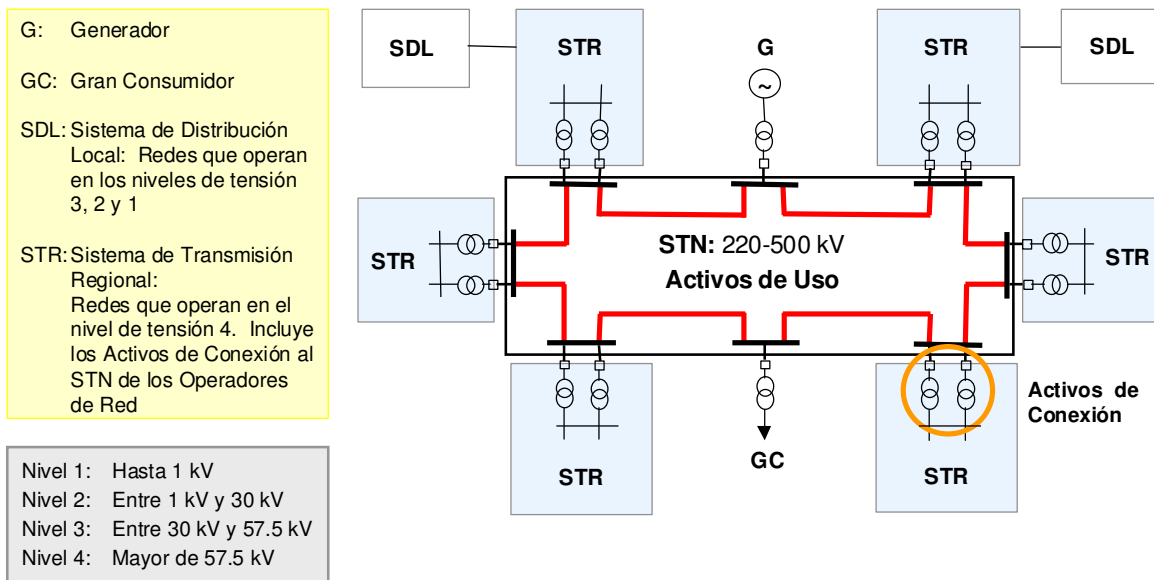 G: Generador
GC: Gran Consumidor
SDL: Sistema de Distribución
Local: Redes que operan
en los niveles de tensión
3, 2 y 1
STR: Sistema de Transmisión
Regional:
Redes que operan en el
nivel de tensión 4. Incluye
los Activos de Conexión al
STN de los Operadores
de Red
Nivel 1: Hasta 1 kV
Nivel 2: Entre 1 kV y 30 kV
Nivel 3: Entre 30 kV y 57.5 kV
Nivel 4: Mayor de 57.5 kV
SDL
STR
G
~
STR
SDL
STR
STN: 220-500 kV
Activos de Uso
STR
STR
GC
STR
Activos de
Conexión